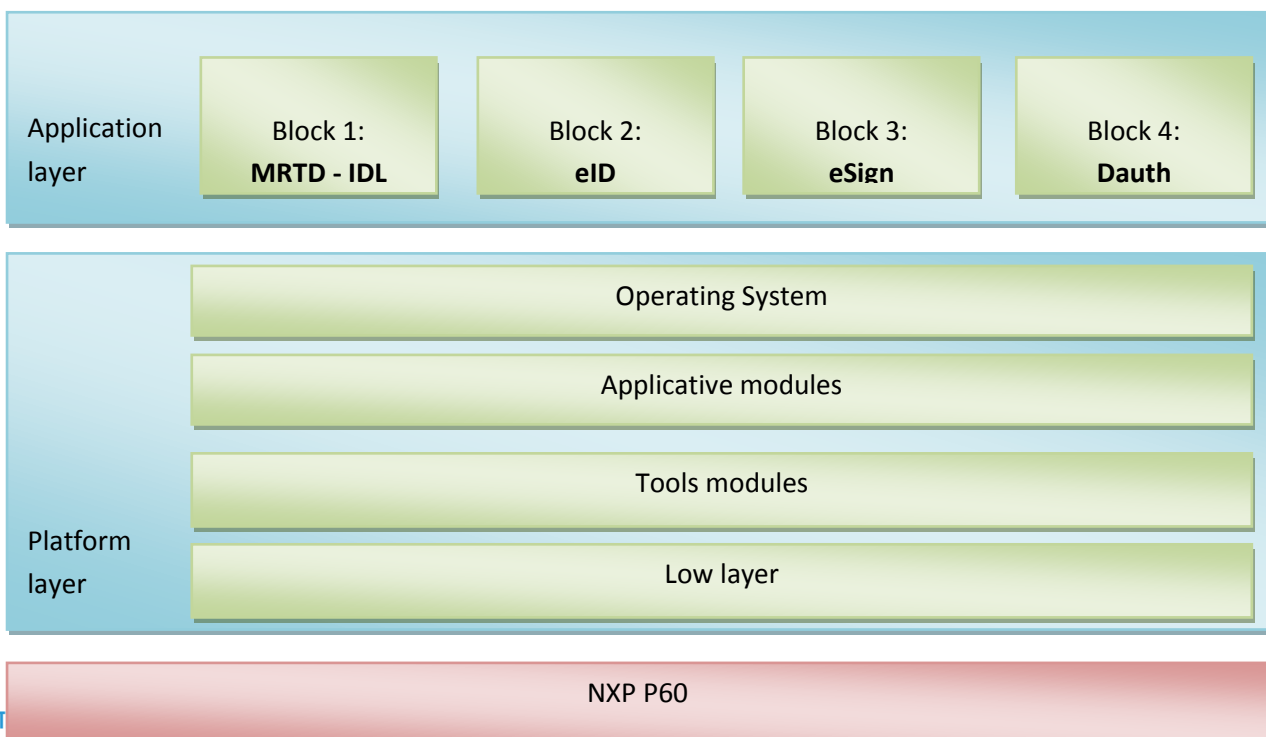 Application
layer
Block 1:
MRTD - IDL
Block 2:
eID
Block 3:
eSign
Block 4:
Dauth
Operating System
Applicative modules
Tools modules
Low layer
Platform
layer
NXP P60
T